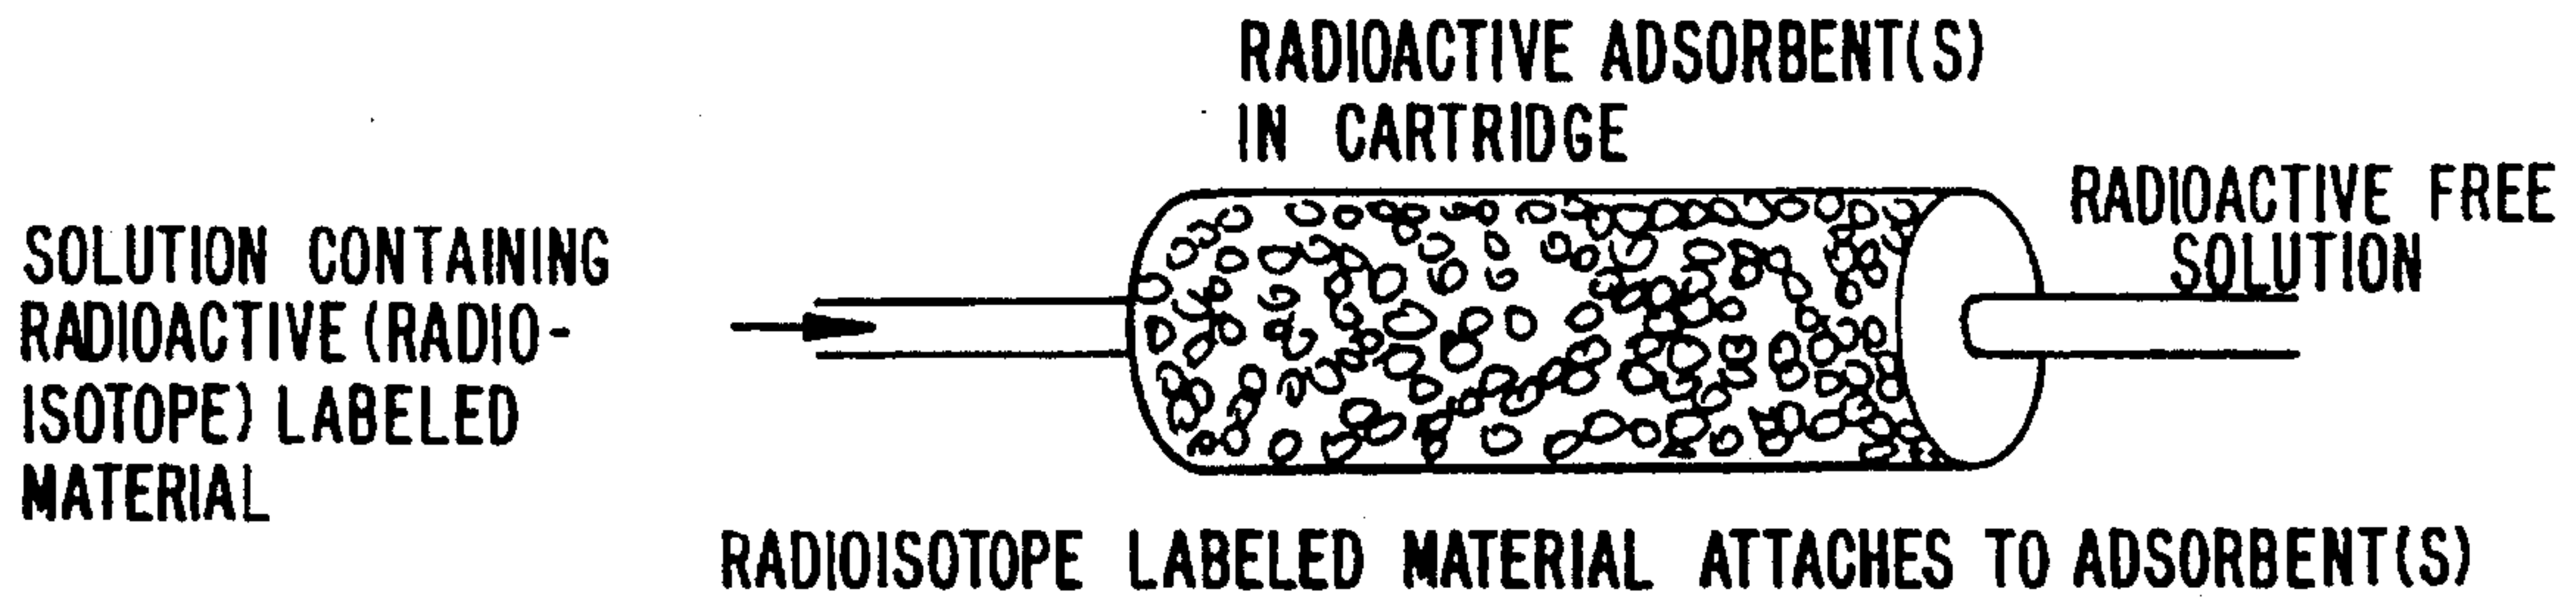 RADIOACTIVE ADSORBENT(S)
IN CARTRIDGE
RADIOACTIVE FREE
SOLUTION
SOLUTION CONTAINING
RADIOACTIVE (RADIO-
ISOTOPE) LABELED
MATERIAL
RADIOISOTOPE LABELED MATERIAL ATTACHES TO ADSORBENT(S)